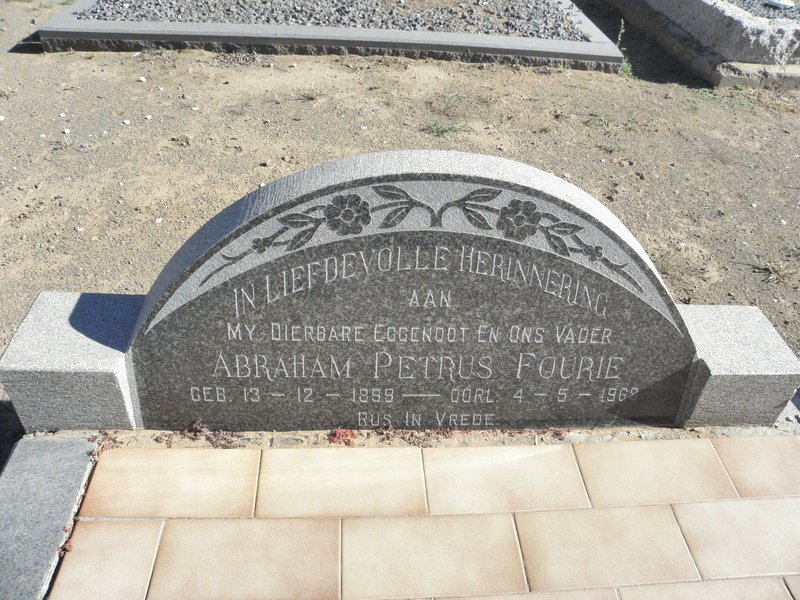 IN LIEFDEVOLLE HERINNERING
AAN
MY DIERBARE EGGENOOT EN ONS VADER
ABRAHAM PETRUS FOURIE
GEB. 13 - 12 - 1899 — OORL. 4 - 5 - 1968
RUS IN VREDE